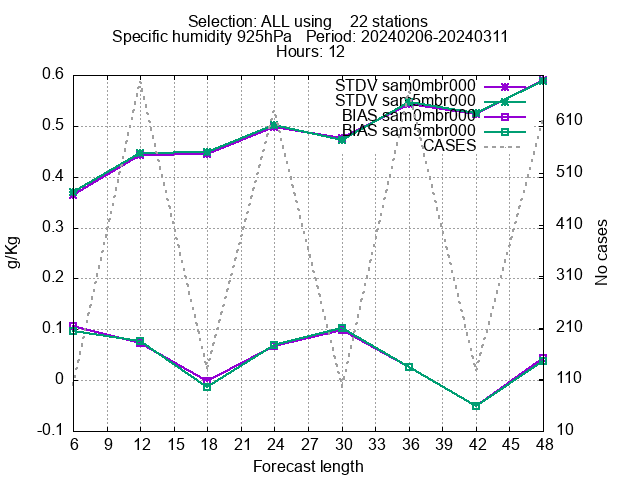 Selection: ALL using    22 stations
Specific humidity 925hPa   Period: 20240206-20240311
Hours: 12
0.6
0.5
0.4
0.3
0.2
0.1
0
-0.1
g/Kg
STDV sam0mbr000
STDV sam5mbr000
BIAS sam0mbr000
BIAS sam5mbr000
CASES
610
510
410
310
210
110
10
No cases
6 9 12 15 18 21 24 27 30 33 36 39 42 45 48
Forecast length